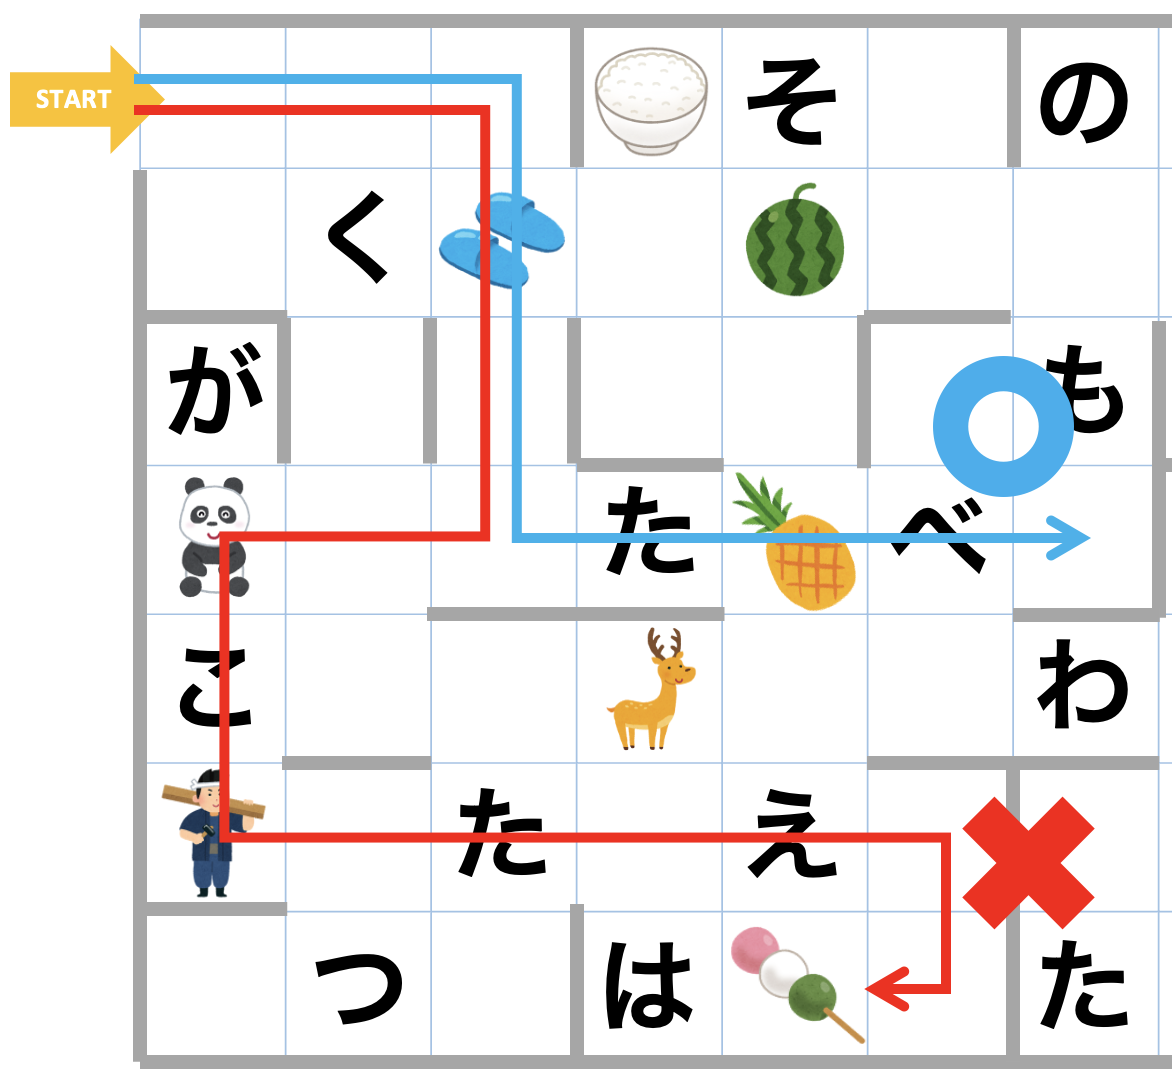 START
そ の
く
が も
た べ
こ わ
た え
つ は た